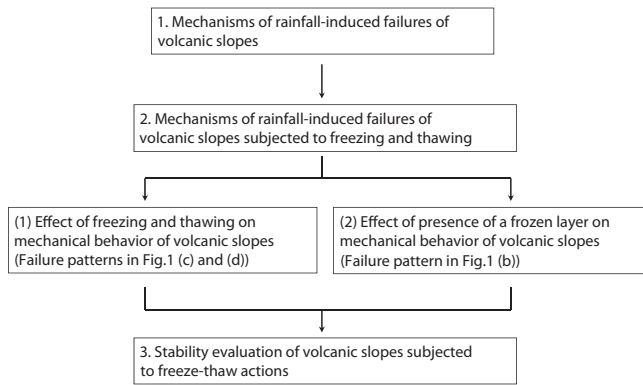 1. Mechanisms of rainfall-induced failures of
volcanic slopes
2. Mechanisms of rainfall-induced failures of
volcanic slopes subjected to freezing and thawing
(1) Effect of freezing and thawing on
mechanical behavior of volcanic slopes
(Failure patterns in Fig.1 (c) and (d))
(2) Effect of presence of a frozen layer on
mechanical behavior of volcanic slopes
(Failure pattern in Fig.1 (b))
3. Stability evaluation of volcanic slopes subjected
to freeze-thaw actions